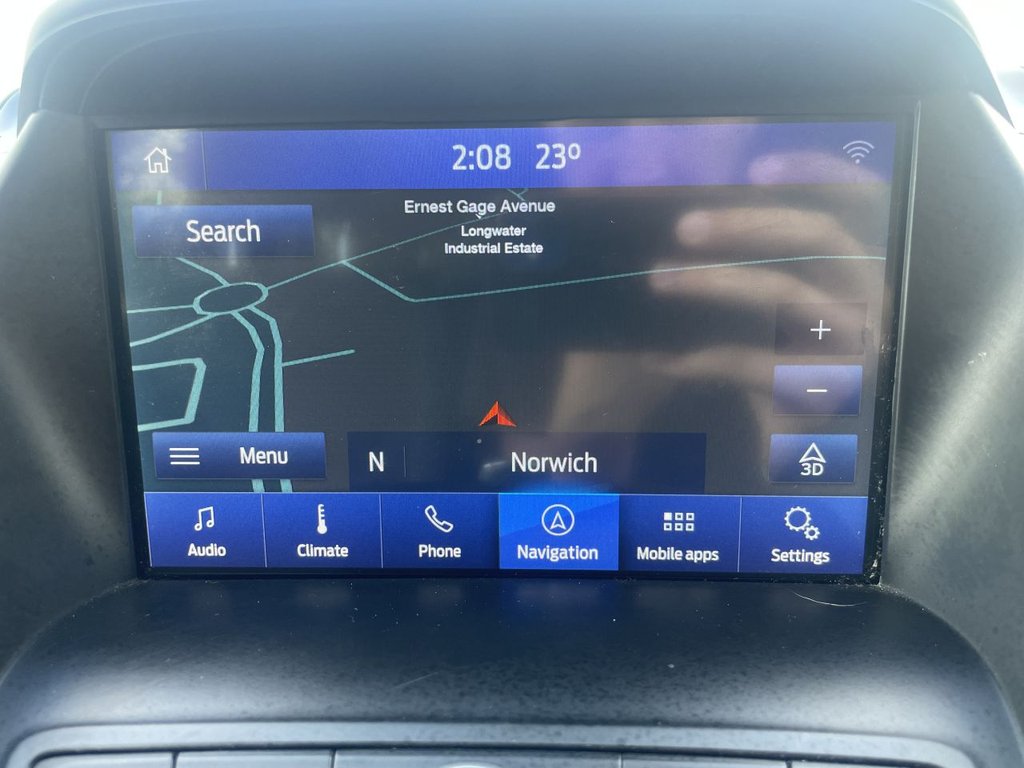 2:08 23º
Ernest Gage Avenue
Search
Longwater
Industrial Estate
+
−
Menu
N
Norwich
3D
Audio
Climate
Phone
Navigation
Mobile apps
Settings